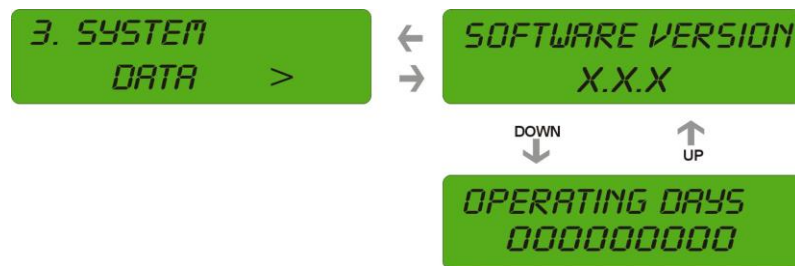 3. SYSTEM
DATA >
SOFTWARE VERSION
X.X.X
DOWN
UP
OPERATING DAYS
000000000